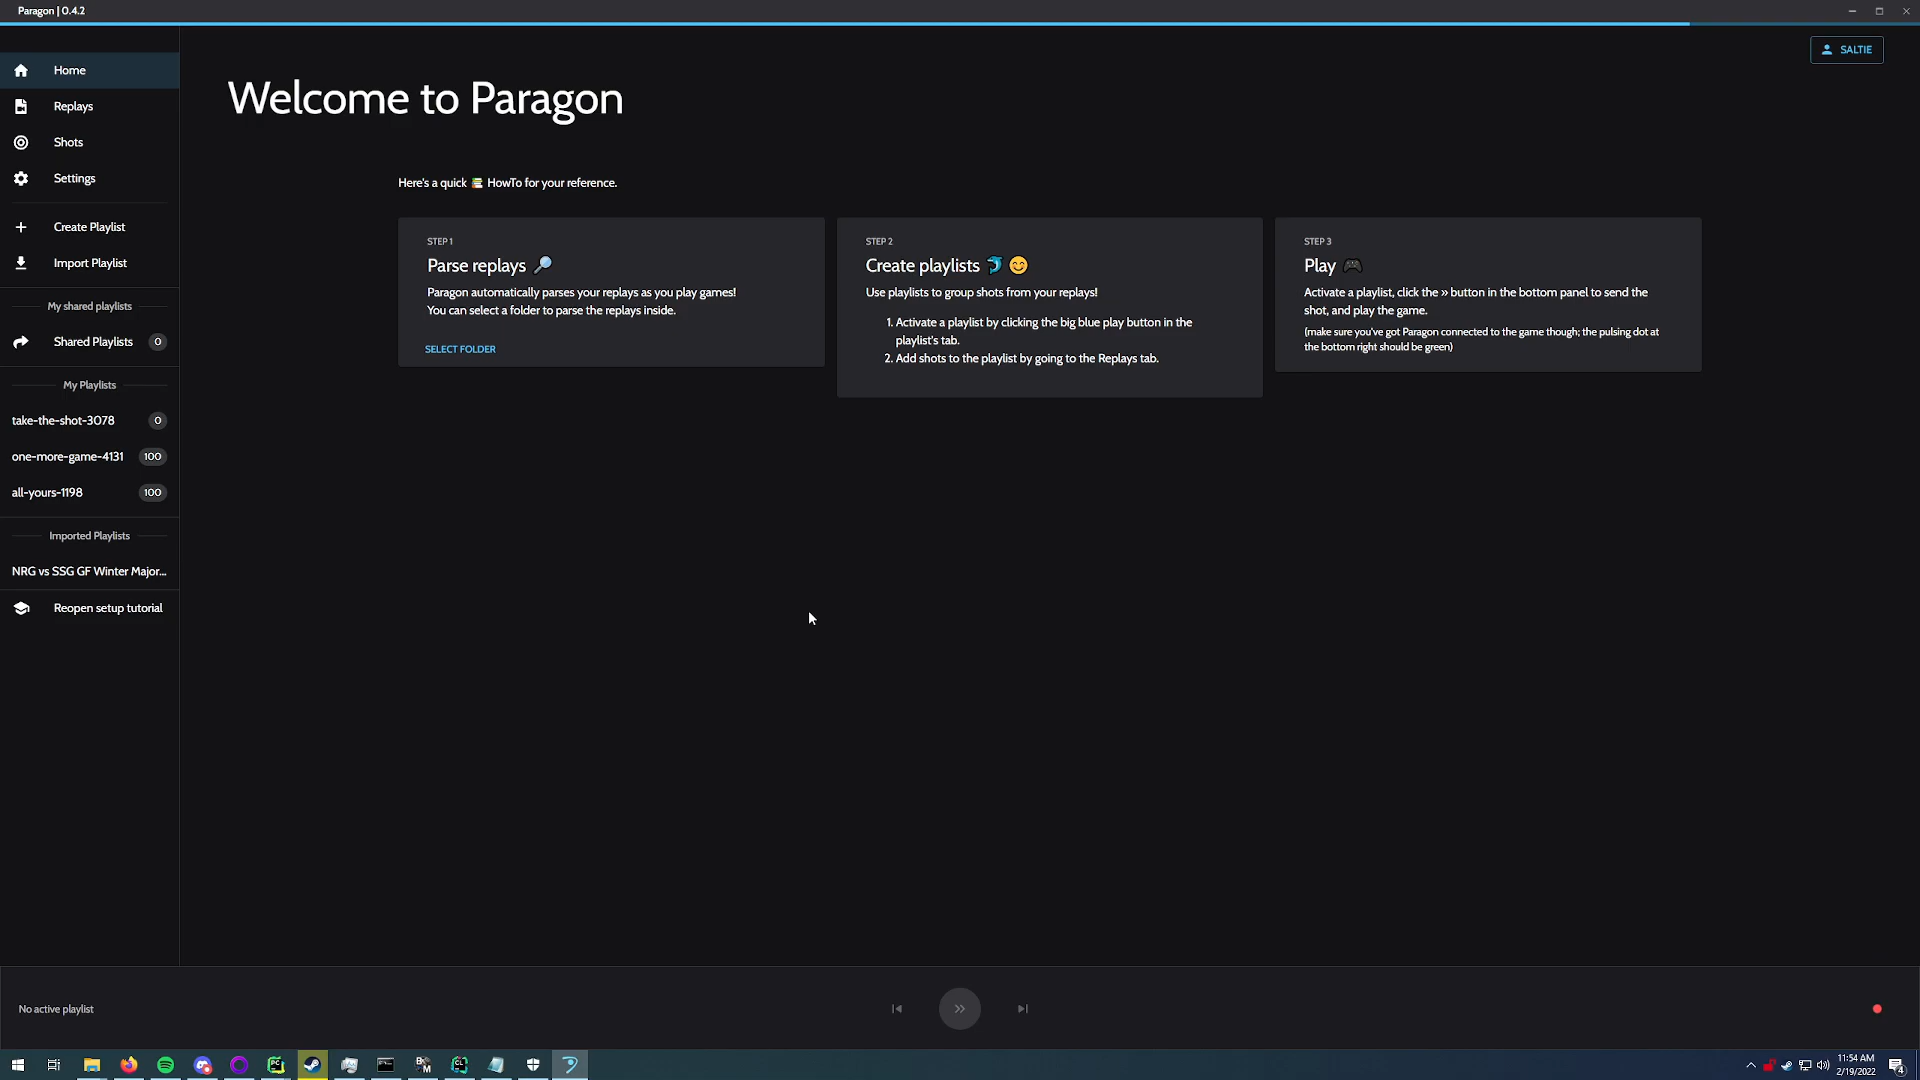 Paragon | 0.4.2
SALTIE
Home
Replays
Shots
Settings
Create Playlist
Import Playlist
My shared playlists
Shared Playlists 0
My Playlists
take-the-shot-3078 0
one-more-game-4131 100
all-yours-1198 100
Imported Playlists
NRG vs SSG GF Winter Major...
Reopen setup tutorial
Welcome to Paragon
Here's a quick 📚 HowTo for your reference.
STEP 1
Parse replays 🔎
Paragon automatically parses your replays as you play games!
You can select a folder to parse the replays inside.
SELECT FOLDER
STEP 2
Create playlists 🐬 😊
Use playlists to group shots from your replays!
1. Activate a playlist by clicking the big blue play button in the
playlist's tab.
2. Add shots to the playlist by going to the Replays tab.
STEP 3
Play 🎮
Activate a playlist, click the » button in the bottom panel to send the
shot, and play the game.
(make sure you've got Paragon connected to the game though; the pulsing dot at
the bottom right should be green)
No active playlist
11:54 AM
2/19/2022
4